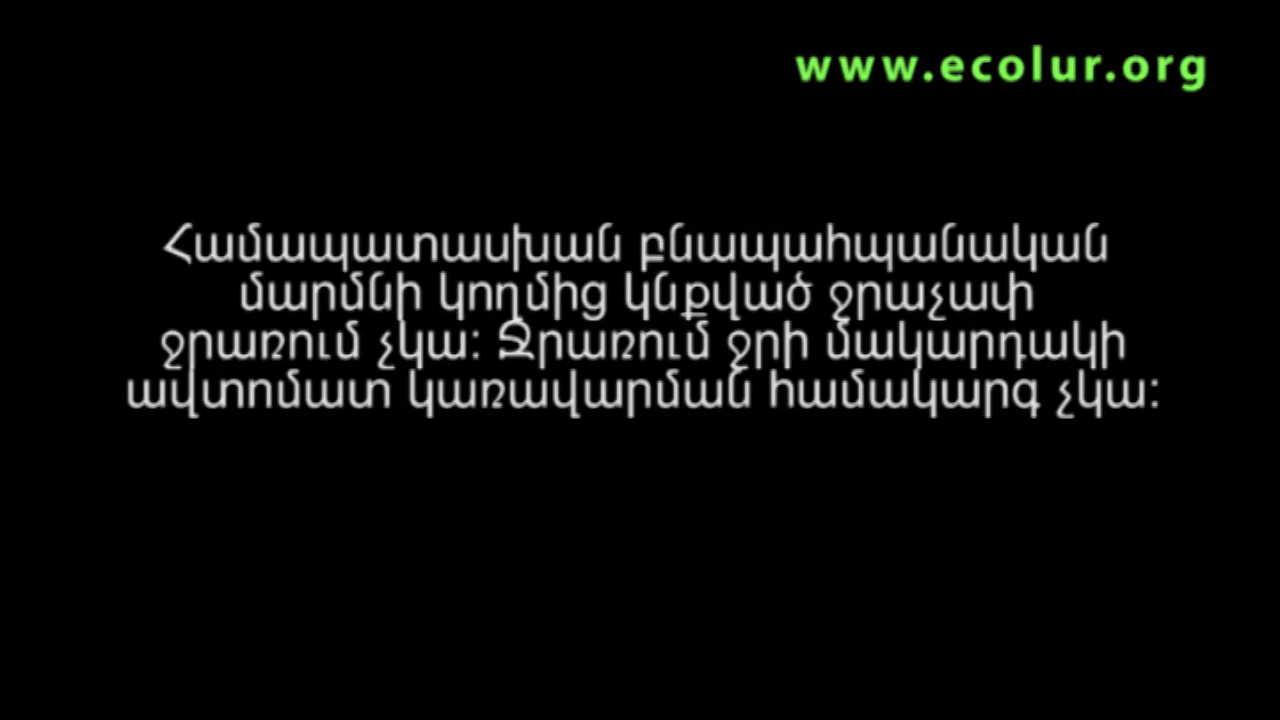 www.ecolur.org
Համապատասխան բնապահպանական
մարմնի կողմից կնքված ջրաչափ
ջրառում չկա: Ջրառում ջրի մակարդակի
ավտոմատ կառավարման համակարգ չկա: